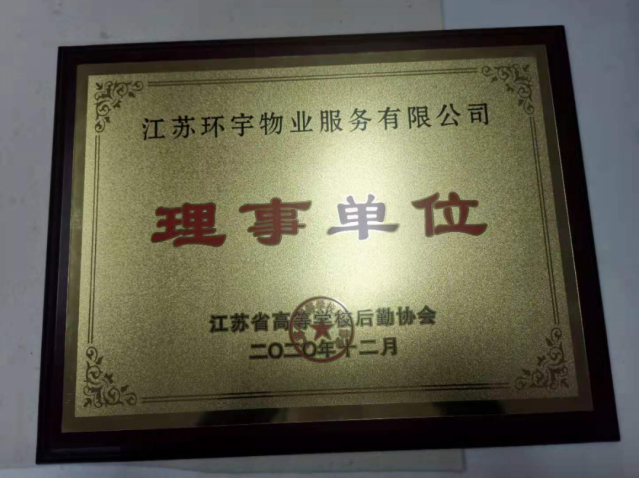 江苏环宇物业服务有限公司
理事单位
江苏省高等学校后勤协会
二〇二〇年十二月